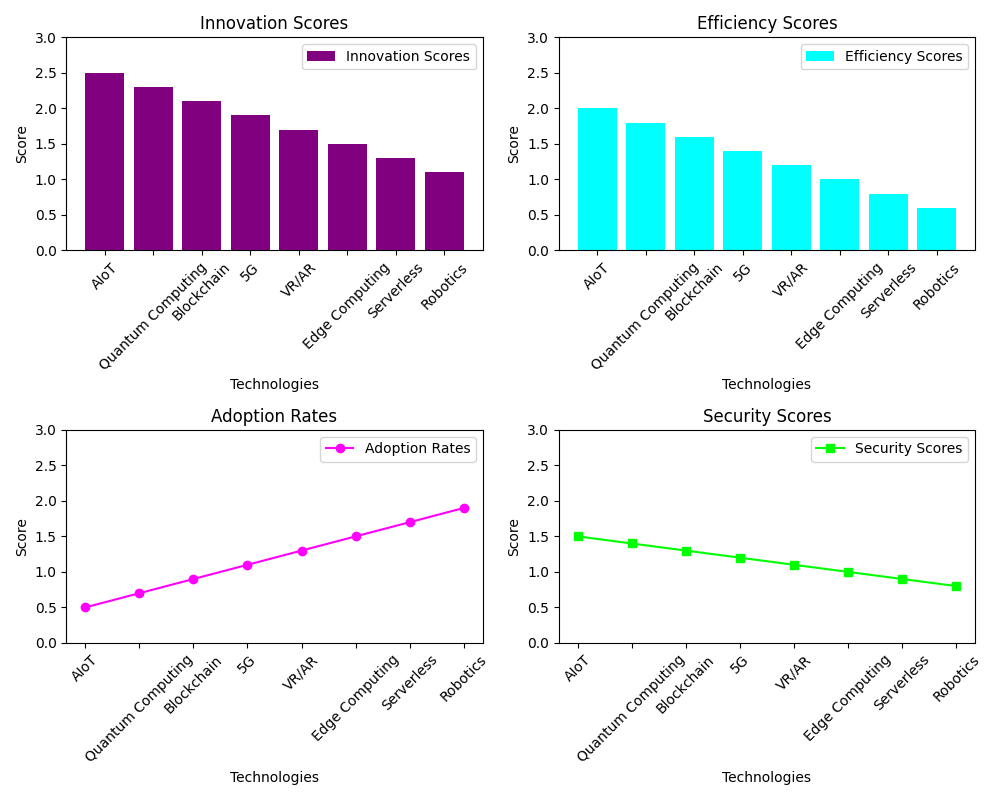 Innovation Scores
3.0
2.5
2.0
1.5
1.0
0.5
0.0
Score
Innovation Scores
AIoT
Quantum Computing
Blockchain
5G
VR/AR
Edge Computing
Serverless
Robotics
Technologies
Efficiency Scores
3.0
2.5
2.0
1.5
1.0
0.5
0.0
Score
Efficiency Scores
AIoT
Quantum Computing
Blockchain
5G
VR/AR
Edge Computing
Serverless
Robotics
Technologies
Adoption Rates
3.0
2.5
2.0
1.5
1.0
0.5
0.0
Score
Adoption Rates
AIoT
Quantum Computing
Blockchain
5G
VR/AR
Edge Computing
Serverless
Robotics
Technologies
Security Scores
3.0
2.5
2.0
1.5
1.0
0.5
0.0
Score
Security Scores
AIoT
Quantum Computing
Blockchain
5G
VR/AR
Edge Computing
Serverless
Robotics
Technologies